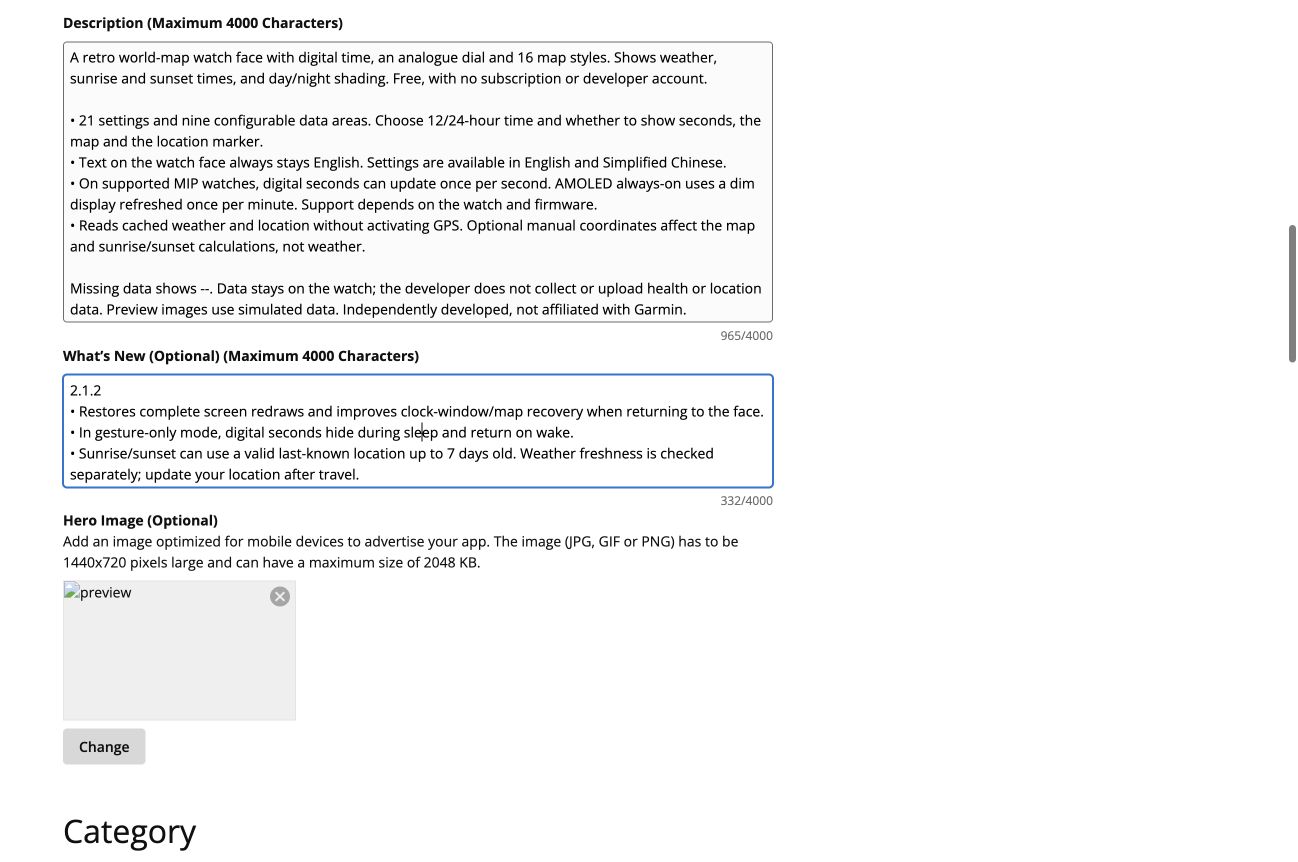 Description (Maximum 4000 Characters)
A retro world-map watch face with digital time, an analogue dial and 16 map styles. Shows weather,
sunrise and sunset times, and day/night shading. Free, with no subscription or developer account.
• 21 settings and nine configurable data areas. Choose 12/24-hour time and whether to show seconds, the
map and the location marker.
• Text on the watch face always stays English. Settings are available in English and Simplified Chinese.
• On supported MIP watches, digital seconds can update once per second. AMOLED always-on uses a dim
display refreshed once per minute. Support depends on the watch and firmware.
• Reads cached weather and location without activating GPS. Optional manual coordinates affect the map
and sunrise/sunset calculations, not weather.
Missing data shows --. Data stays on the watch; the developer does not collect or upload health or location
data. Preview images use simulated data. Independently developed, not affiliated with Garmin.
965/4000
What’s New (Optional) (Maximum 4000 Characters)
2.1.2
• Restores complete screen redraws and improves clock-window/map recovery when returning to the face.
• In gesture-only mode, digital seconds hide during sleep and return on wake.
• Sunrise/sunset can use a valid last-known location up to 7 days old. Weather freshness is checked
separately; update your location after travel.
332/4000
Hero Image (Optional)
Add an image optimized for mobile devices to advertise your app. The image (JPG, GIF or PNG) has to be
1440x720 pixels large and can have a maximum size of 2048 KB.
preview
Change
Category